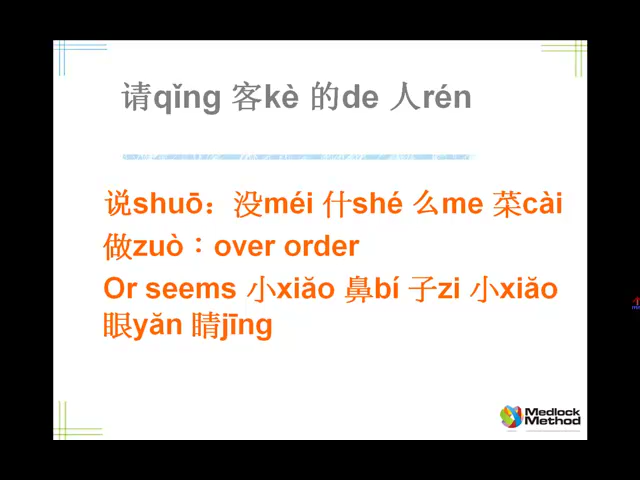 请qǐng 客kè 的de 人rén
说shuō：没méi 什shé 么me 菜cài
做zuò：over order
Or seems 小xiǎo 鼻bí 子zi 小xiǎo
眼yǎn 睛jīng
Medlock
Method